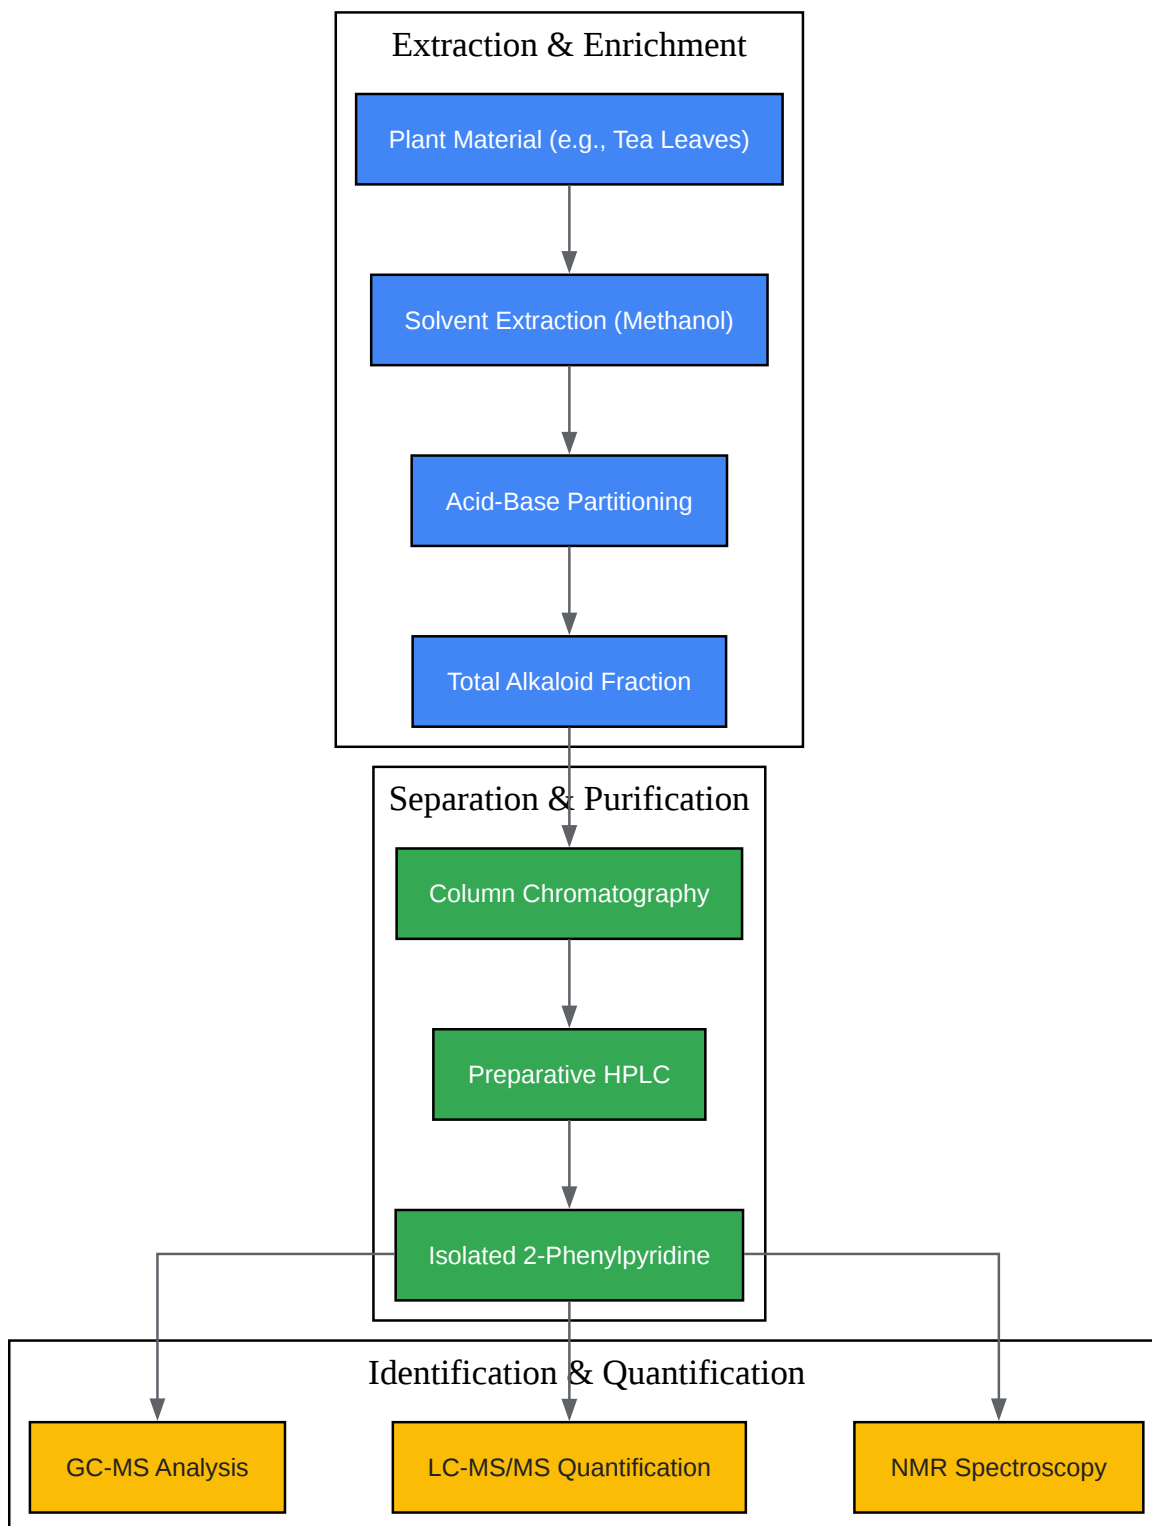 Extraction & Enrichment
Plant Material (e.g., Tea Leaves)
Solvent Extraction (Methanol)
Acid-Base Partitioning
Total Alkaloid Fraction
Separation & Purification
Column Chromatography
Preparative HPLC
Isolated 2-Phenylpyridine
Identification & Quantification
GC-MS Analysis
LC-MS/MS Quantification
NMR Spectroscopy